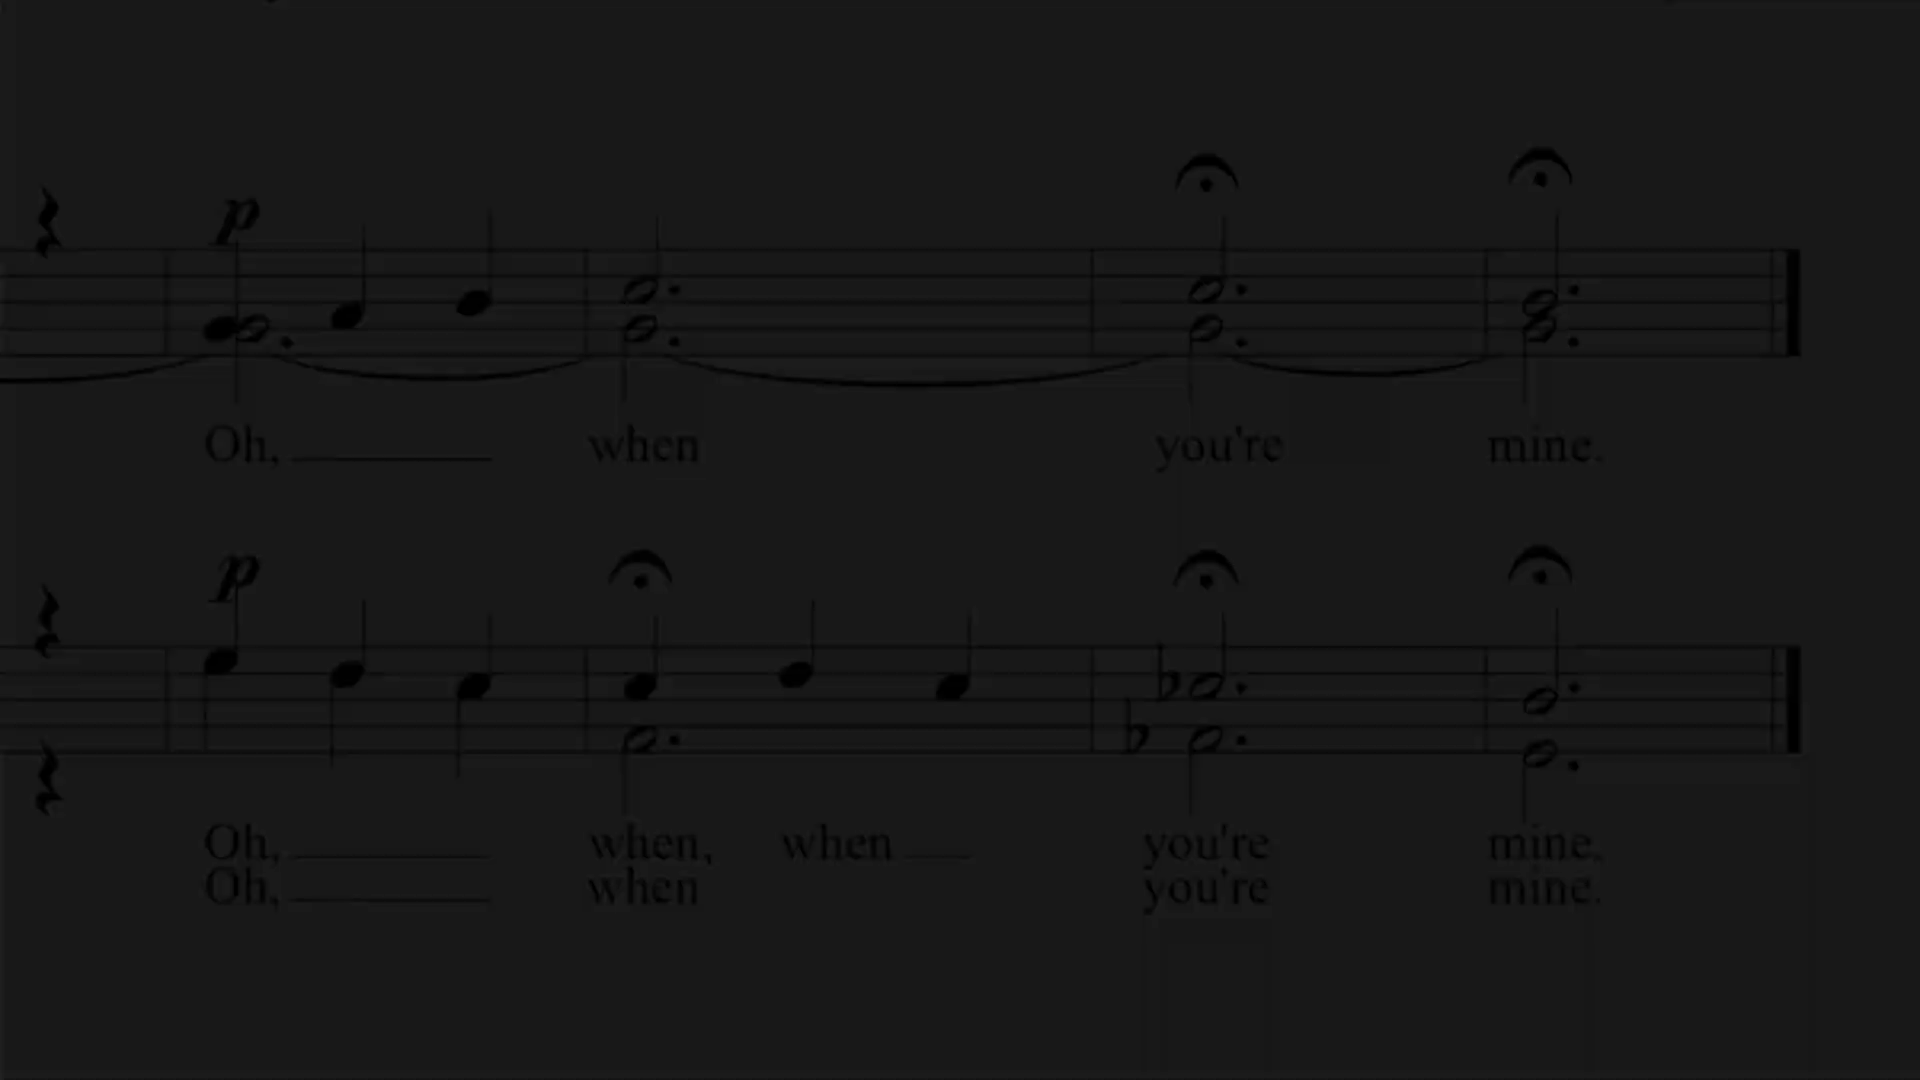 p
Oh, when you're mine.
p
Oh, when, when you're mine.
Oh, when you're mine.